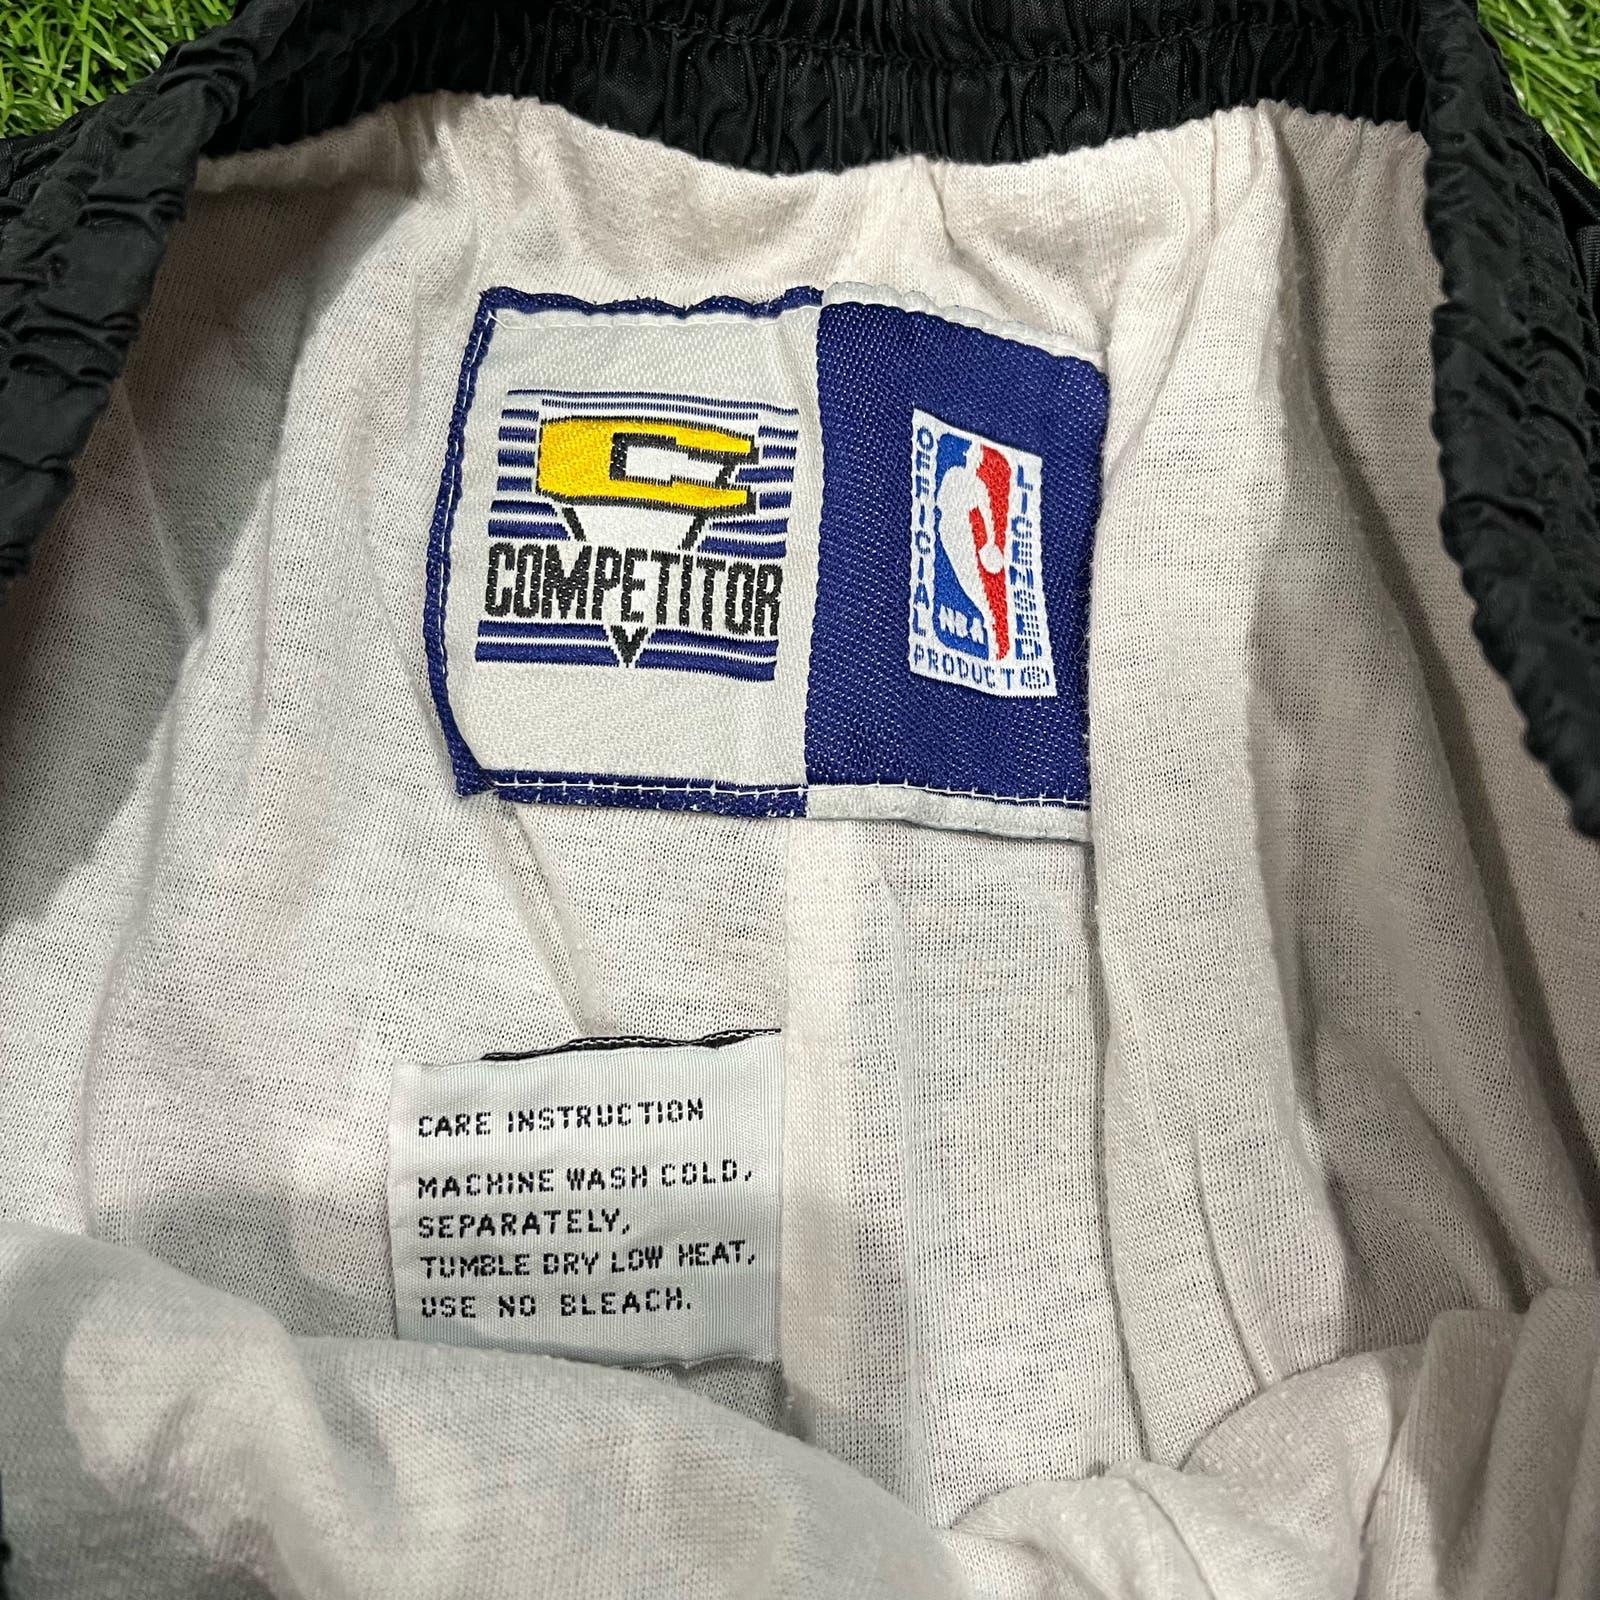 C
COMPETITOR
OFFICIAL
LICENSED
NBA
PRODUCT®
CARE INSTRUCTION
MACHINE WASH COLD,
SEPARATELY,
TUMBLE DRY LOW HEAT,
USE NO BLEACH.